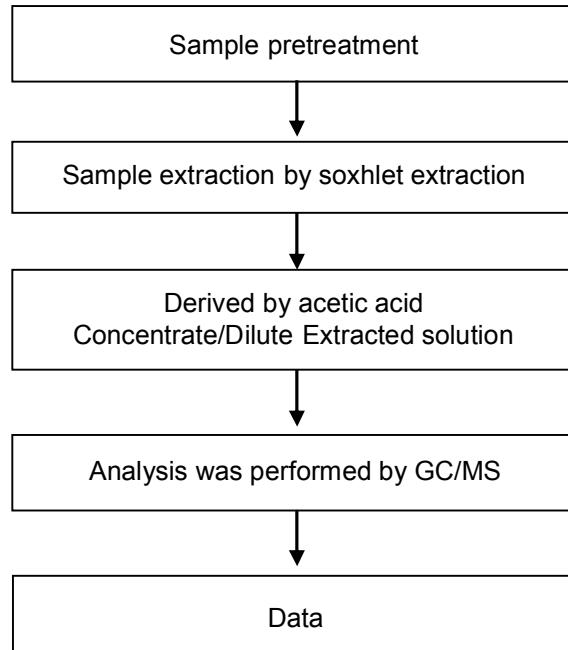 Sample pretreatment
Sample extraction by soxhlet extraction
Derived by acetic acid
Concentrate/Dilute Extracted solution
Analysis was performed by GC/MS
Data